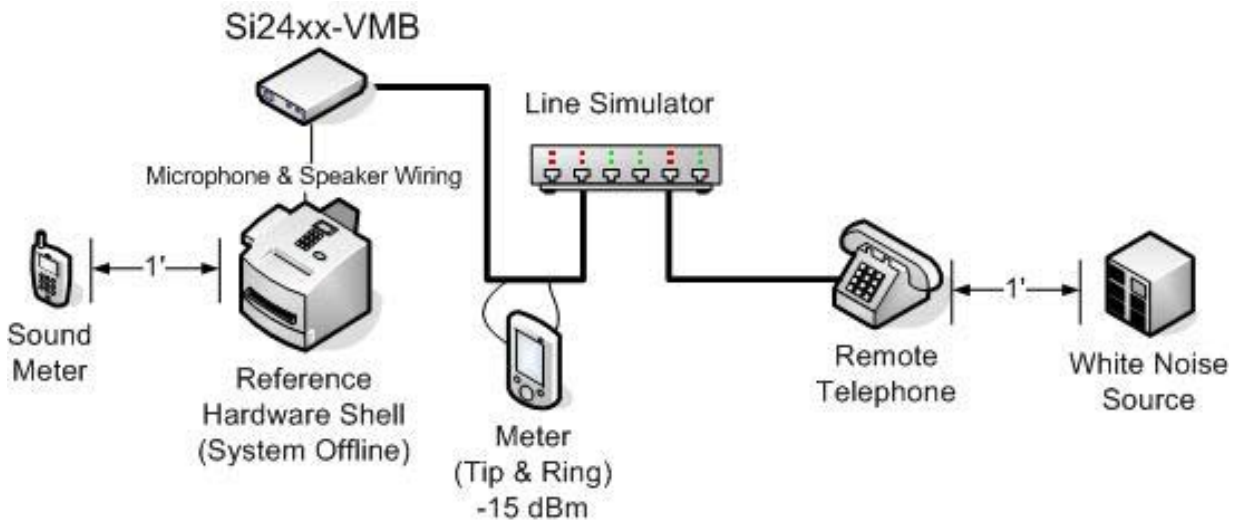 Si24xx-VMB
Line Simulator
Microphone & Speaker Wiring
1'
1'
Sound
Meter
Reference
Hardware Shell
(System Offline)
Meter
(Tip & Ring)
-15 dBm
Remote
Telephone
White Noise
Source